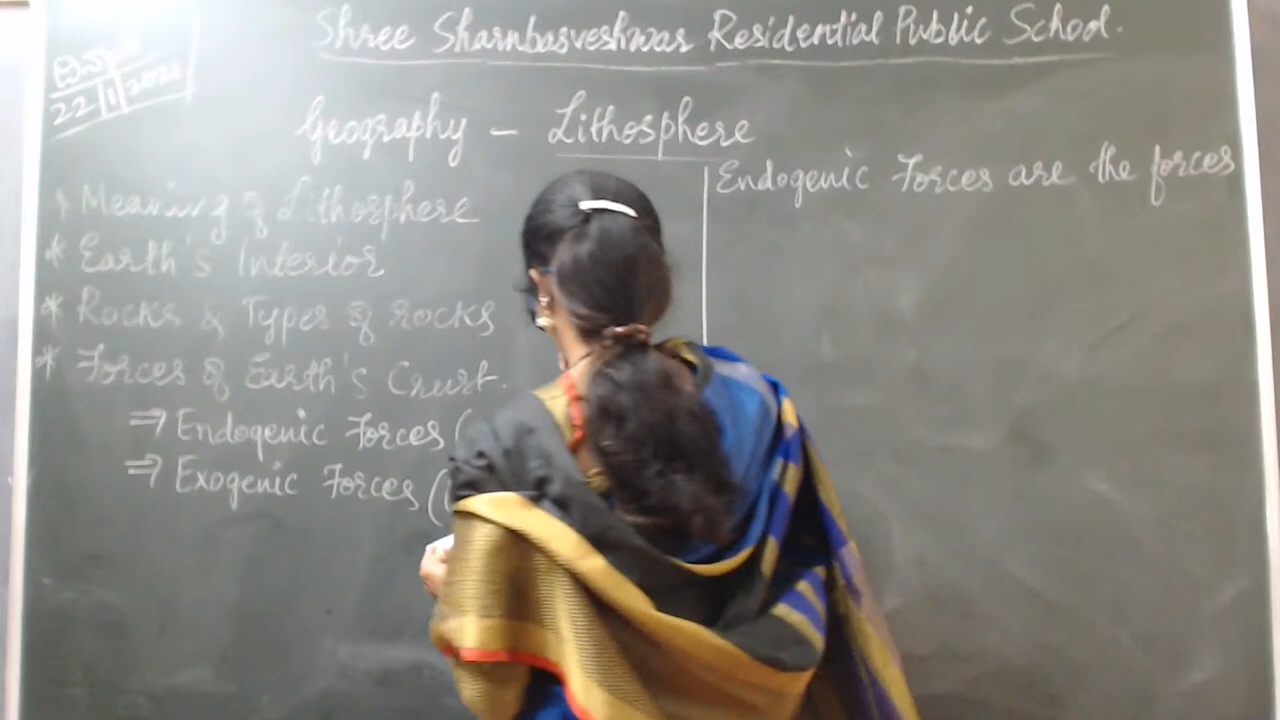 Shree Sharnbasveshwar Residential Public School.
22/1/2021
Geography – Lithosphere
* Meaning of Lithosphere
* Earth's Interior
* Rocks & Types of rocks
* Forces of Earth's Crust.
⇒ Endogenic Forces (
⇒ Exogenic Forces (
Endogenic Forces are the forces